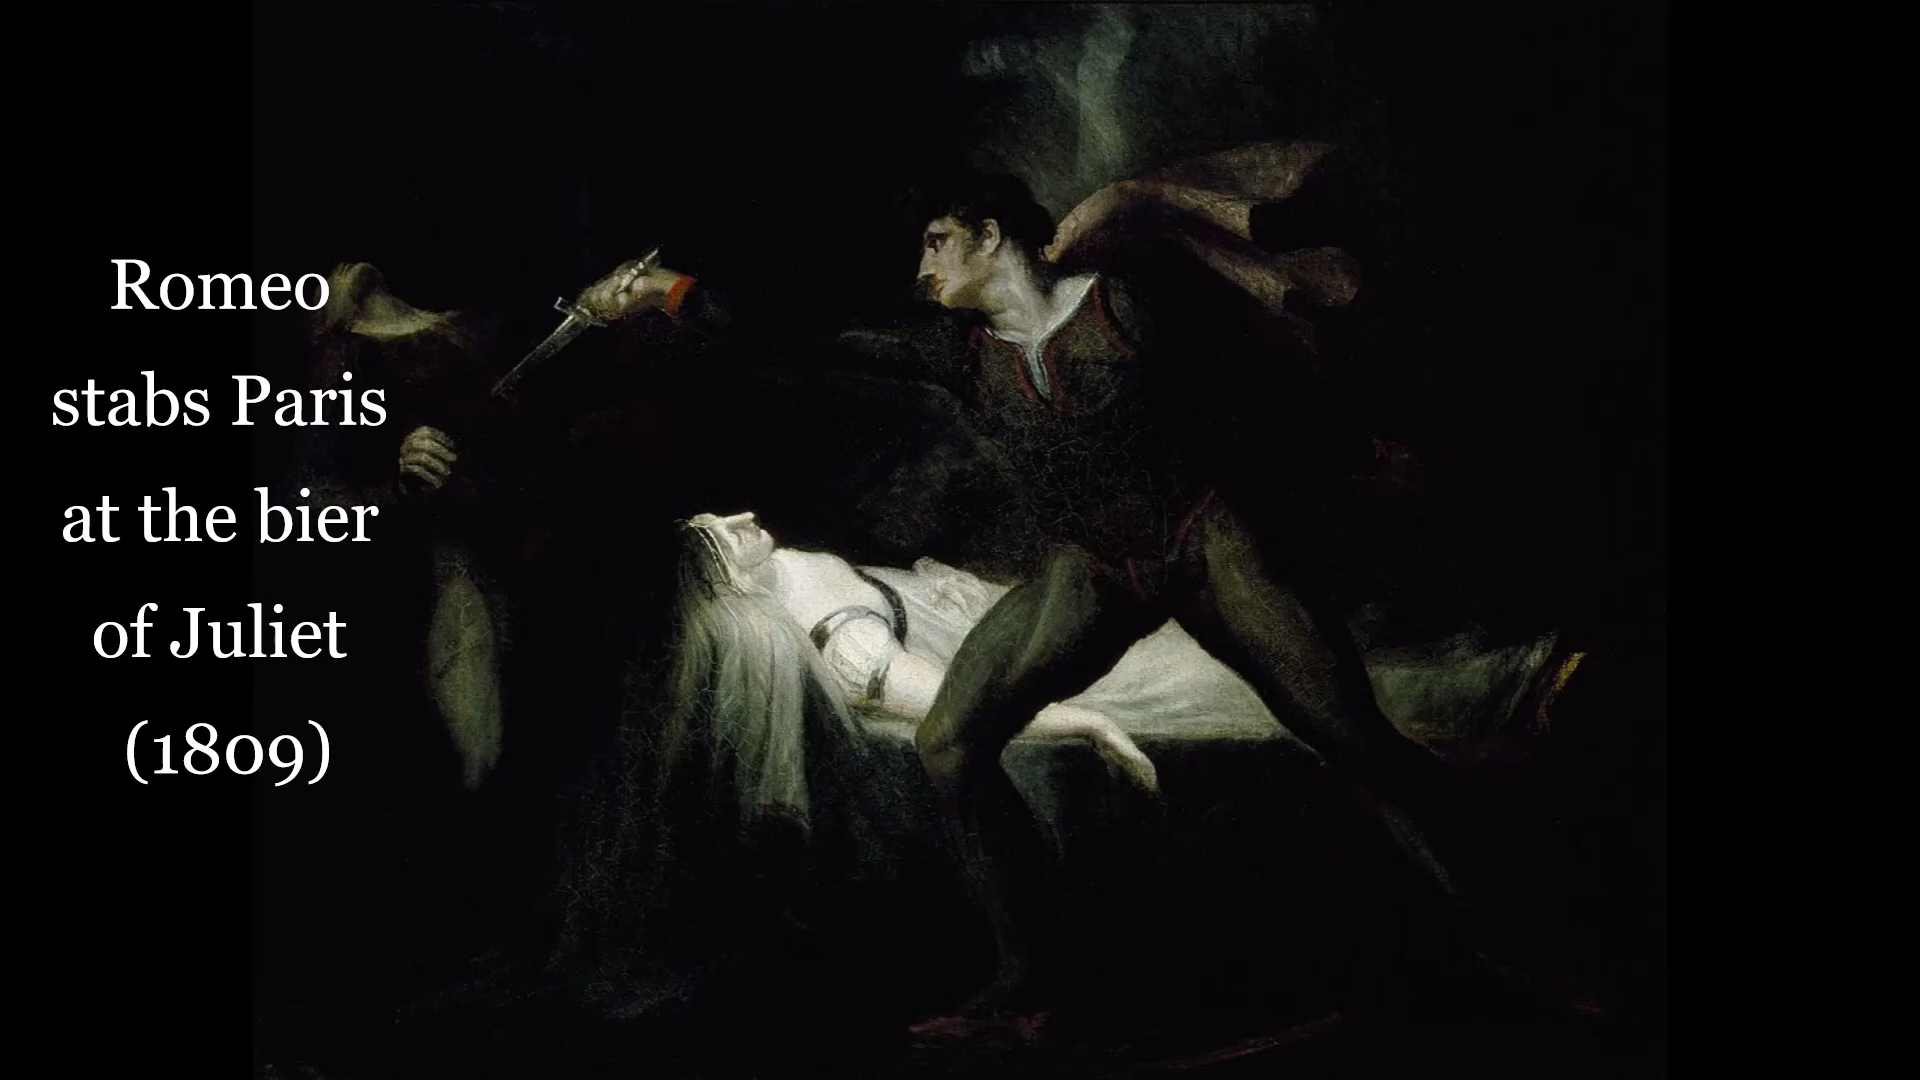 Romeo
stabs Paris
at the bier
of Juliet
(1809)